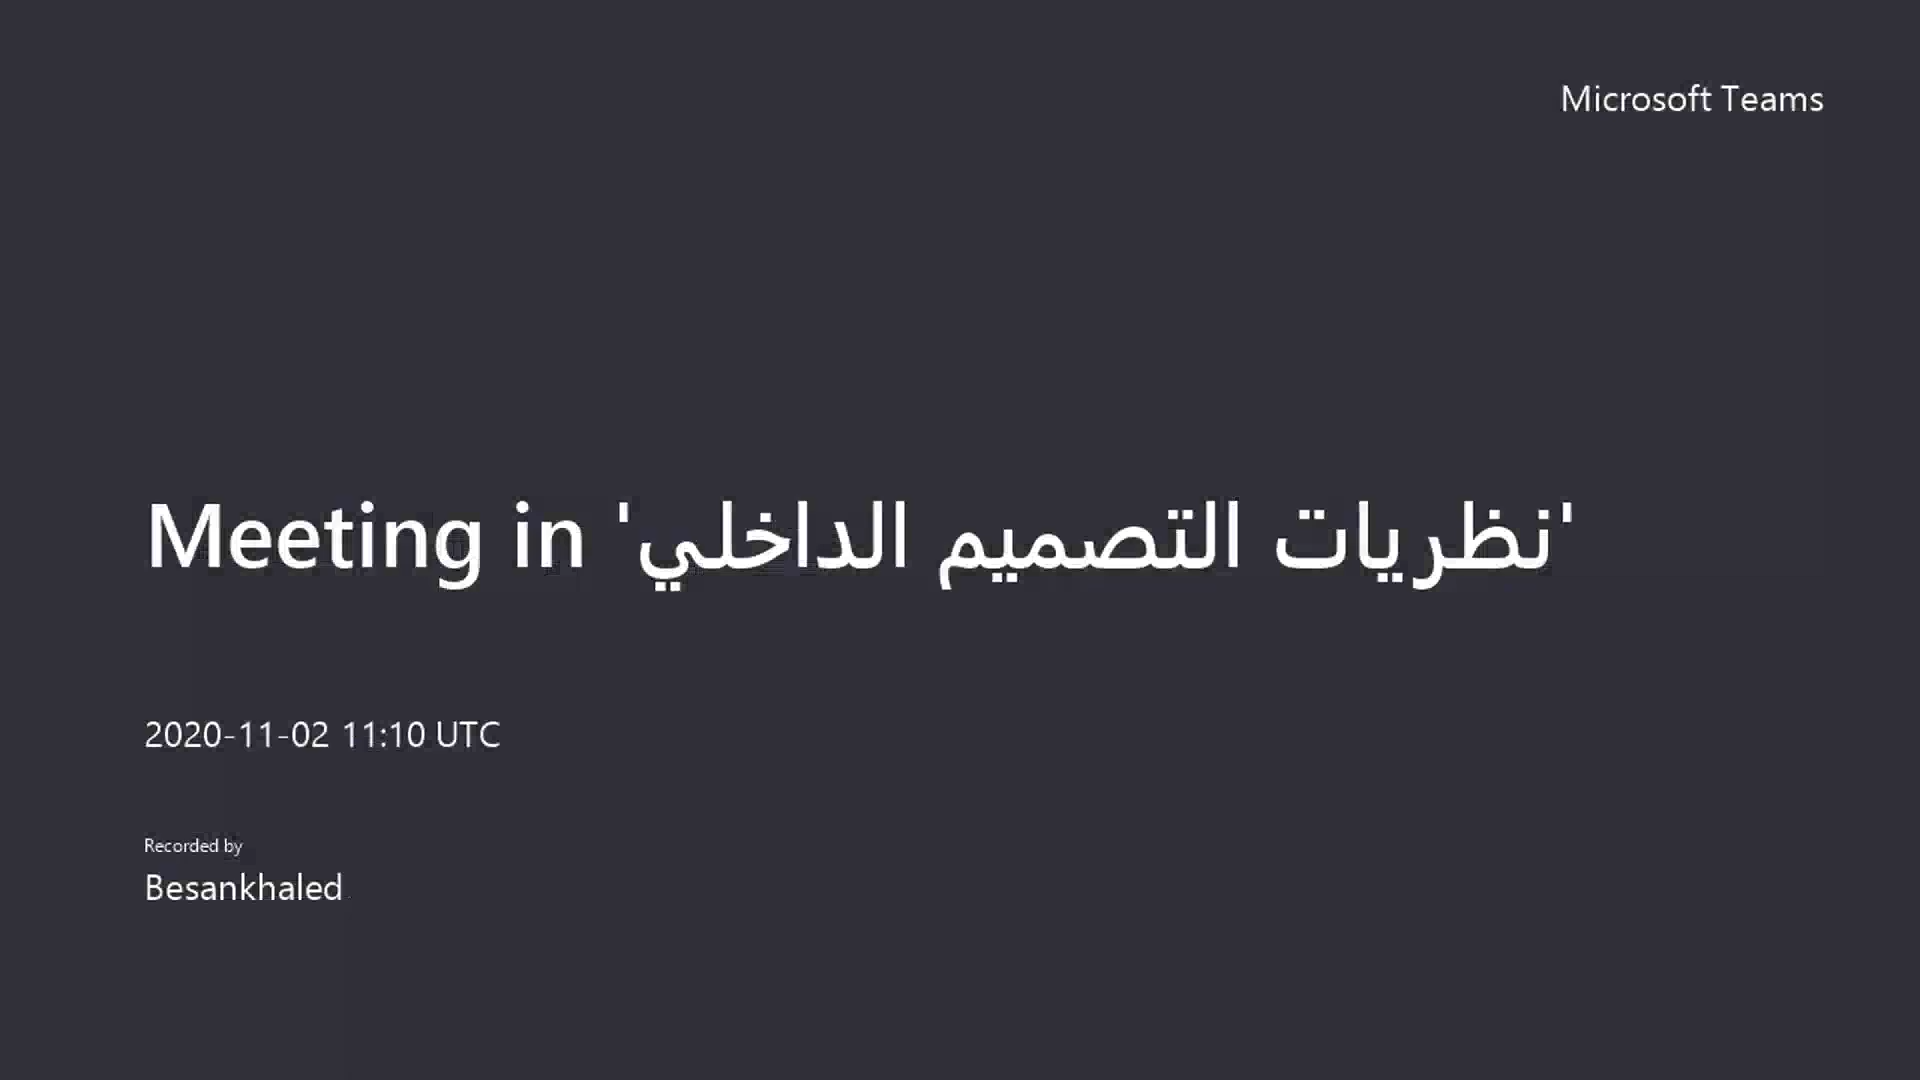 Microsoft Teams
Meeting in 'نظريات التصميم الداخلي'
2020-11-02 11:10 UTC
Recorded by
Besankhaled